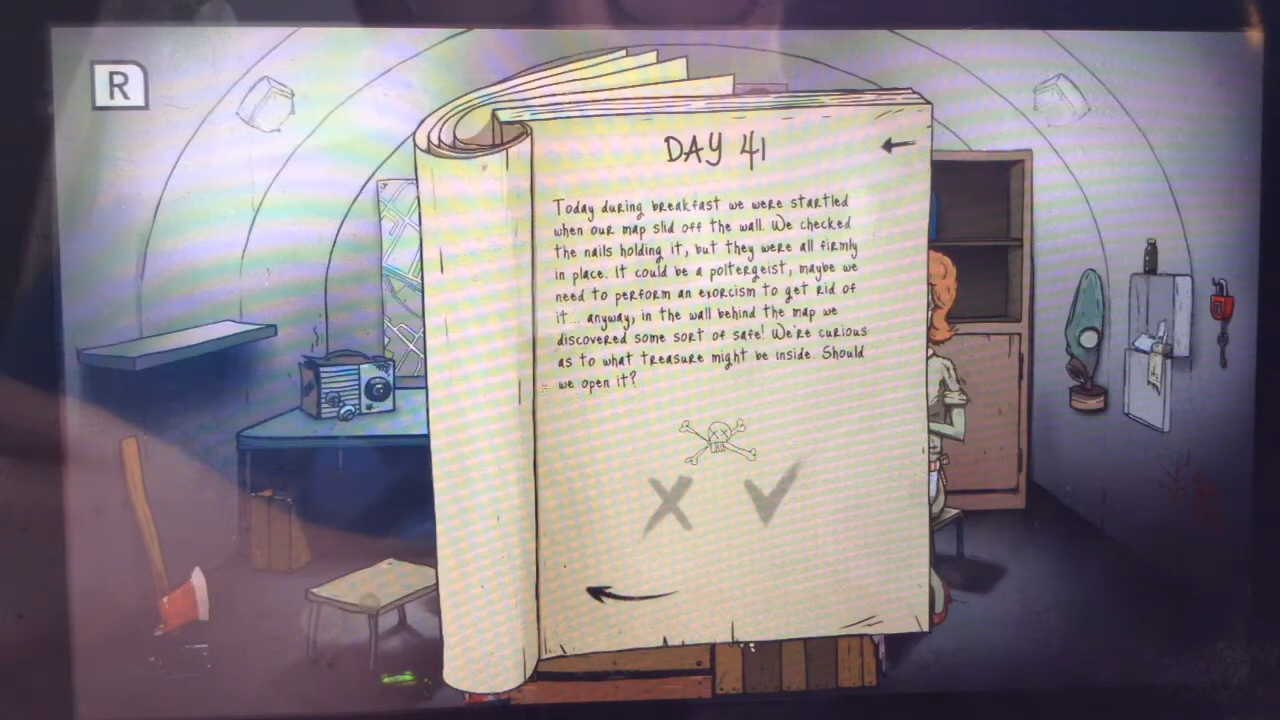 R
DAY 41
Today during breakfast we were startled
when our map slid off the wall. We checked
the nails holding it, but they were all firmly
in place. It could be a poltergeist, maybe we
need to perform an exorcism to get rid of
it... anyway, in the wall behind the map we
discovered some sort of safe! We're curious
as to what treasure might be inside. Should
we open it?